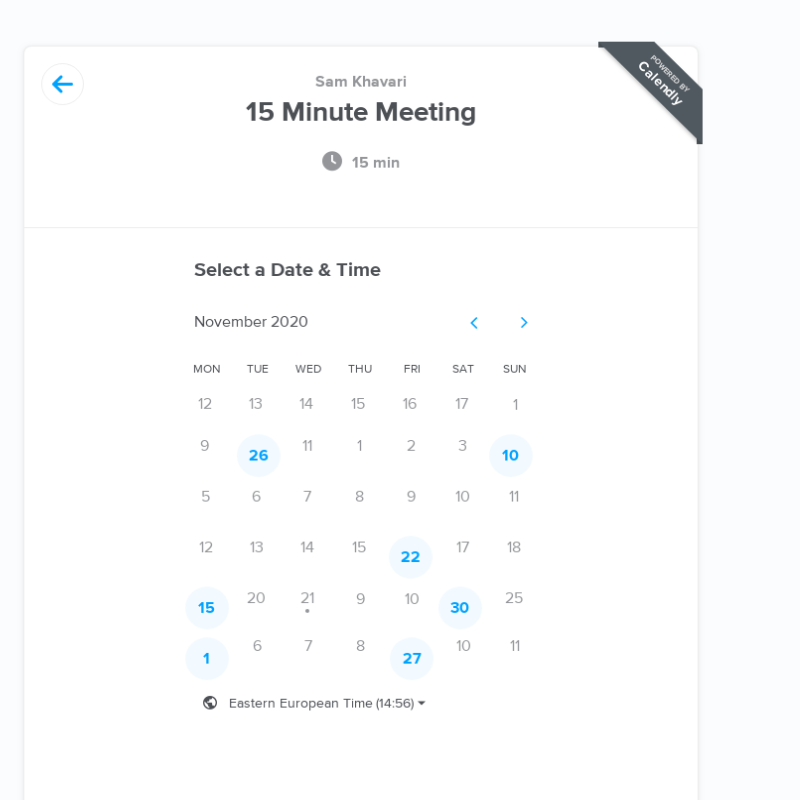 POWERED BY
Calendly
Sam Khavari
15 Minute Meeting
15 min
Select a Date & Time
November 2020
MON TUE WED THU FRI SAT SUN
12 13 14 15 16 17 1
9 26 11 1 2 3 10
5 6 7 8 9 10 11
12 13 14 15 22 17 18
15 20 21 9 10 30 25
1 6 7 8 27 10 11
Eastern European Time (14:56)